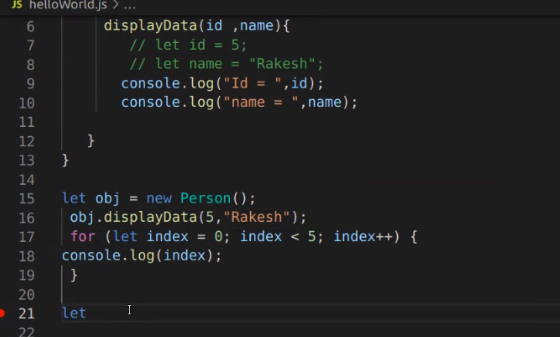 JS helloWorld.js > ...
6 displayData(id ,name){
7 // let id = 5;
8 // let name = "Rakesh";
9 console.log("Id = ",id);
10 console.log("name = ",name);
11
12 }
13 }
14
15 let obj = new Person();
16 obj.displayData(5,"Rakesh");
17 for (let index = 0; index < 5; index++) {
18 console.log(index);
19 }
20
21 let
22